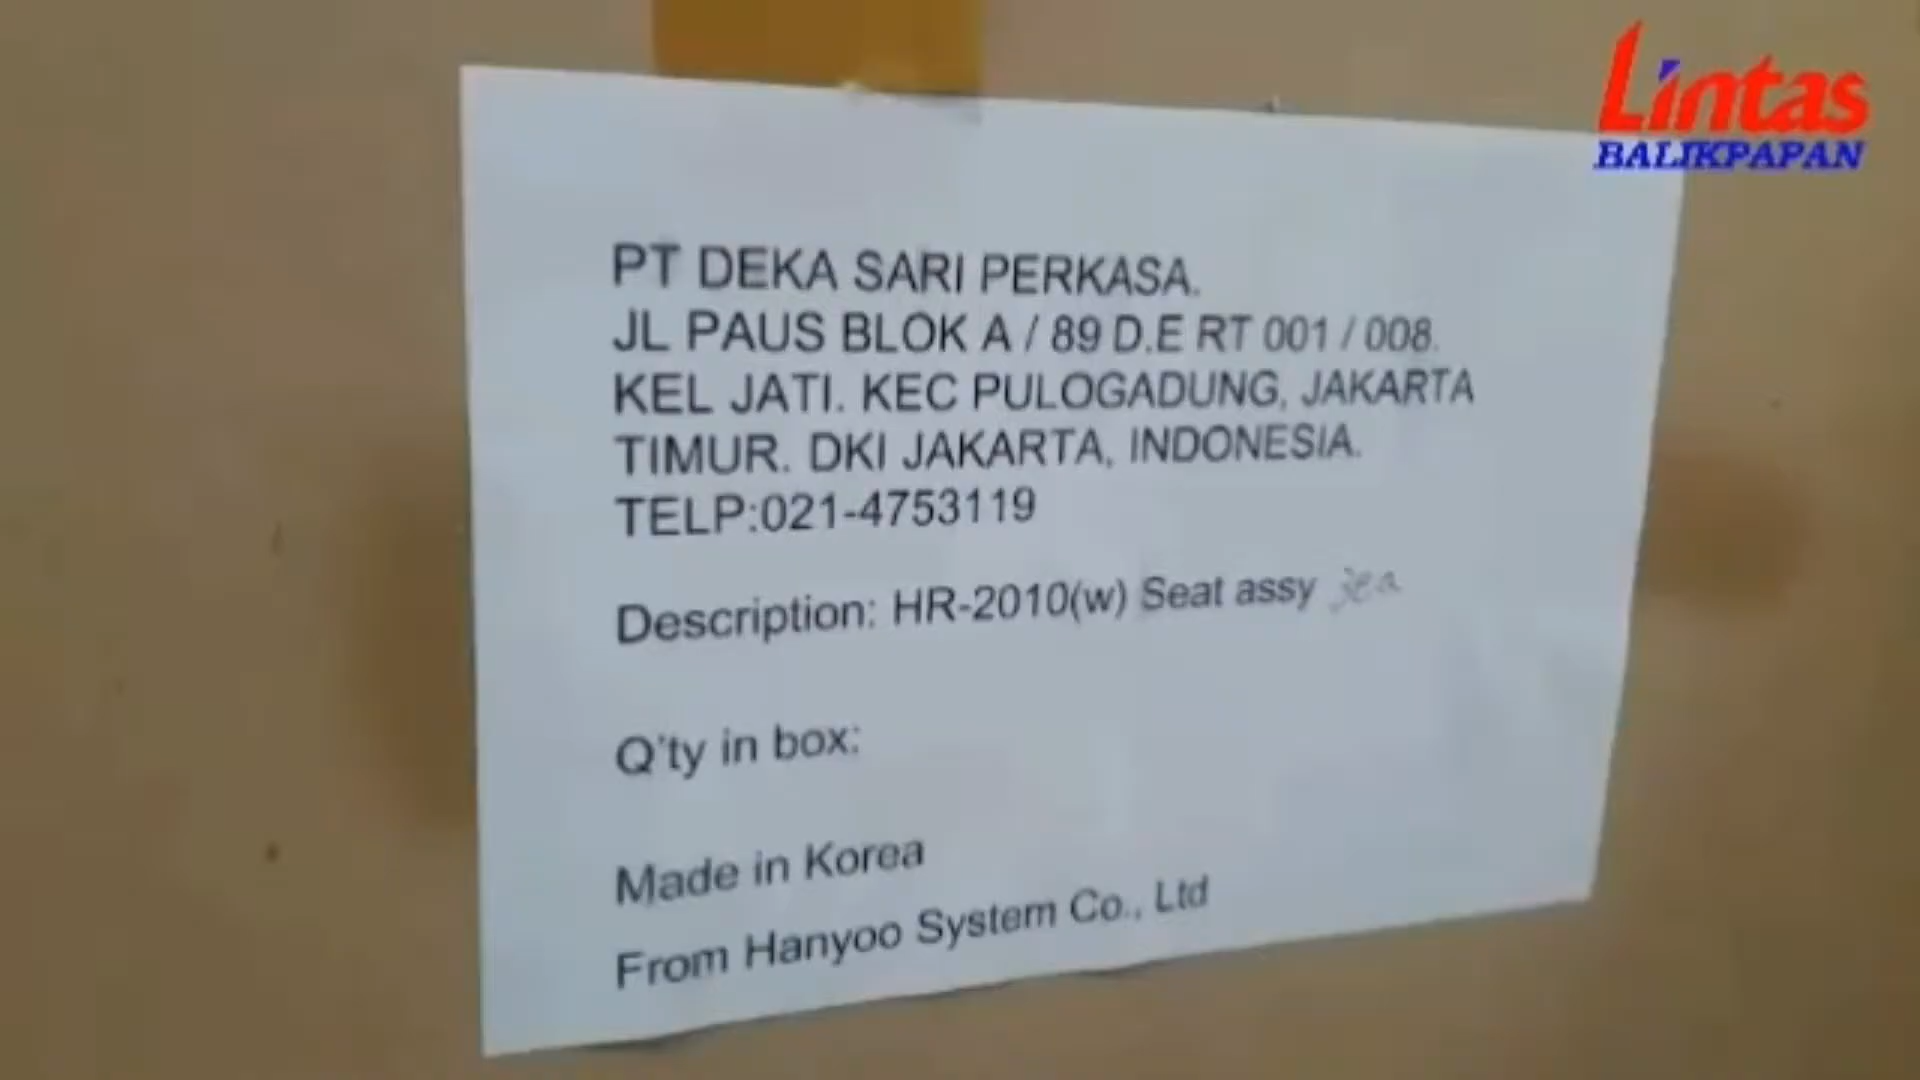 Lintas
BALIKPAPAN
PT DEKA SARI PERKASA.
JL PAUS BLOK A / 89 D.E RT 001 / 008.
KEL JATI. KEC PULOGADUNG, JAKARTA
TIMUR. DKI JAKARTA, INDONESIA.
TELP:021-4753119
Description: HR-2010(w) Seat assy
Q'ty in box:
Made in Korea
From Hanyoo System Co., Ltd